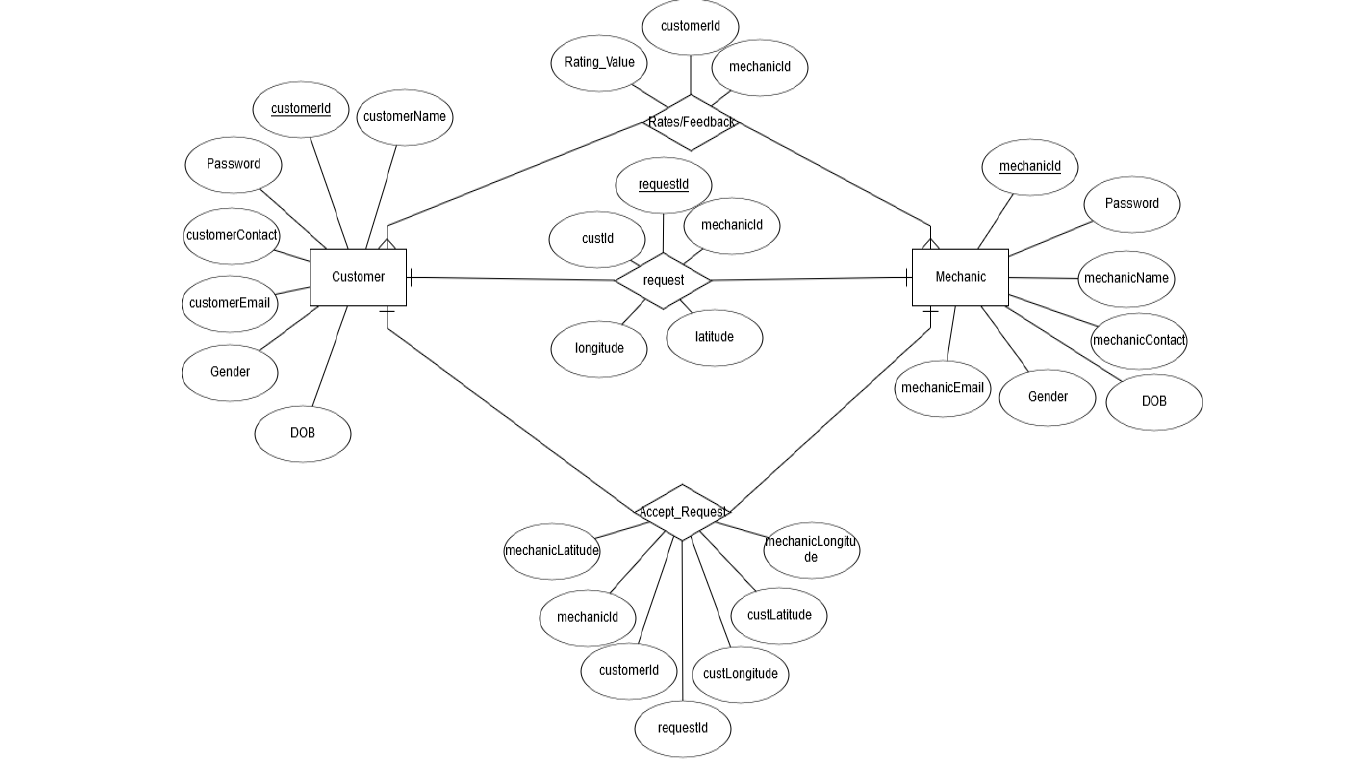 customerId
Rating_Value
mechanicId
Rates/Feedback
customerId
customerName
Password
customerContact
customerEmail
Gender
DOB
Customer
requestId
custId
mechanicId
request
longitude
latitude
mechanicId
Password
mechanicName
mechanicContact
DOB
Gender
mechanicEmail
Mechanic
Accept_Request
mechanicLatitude
mechanicLongitu
de
mechanicId
custLatitude
customerId
custLongitude
requestId